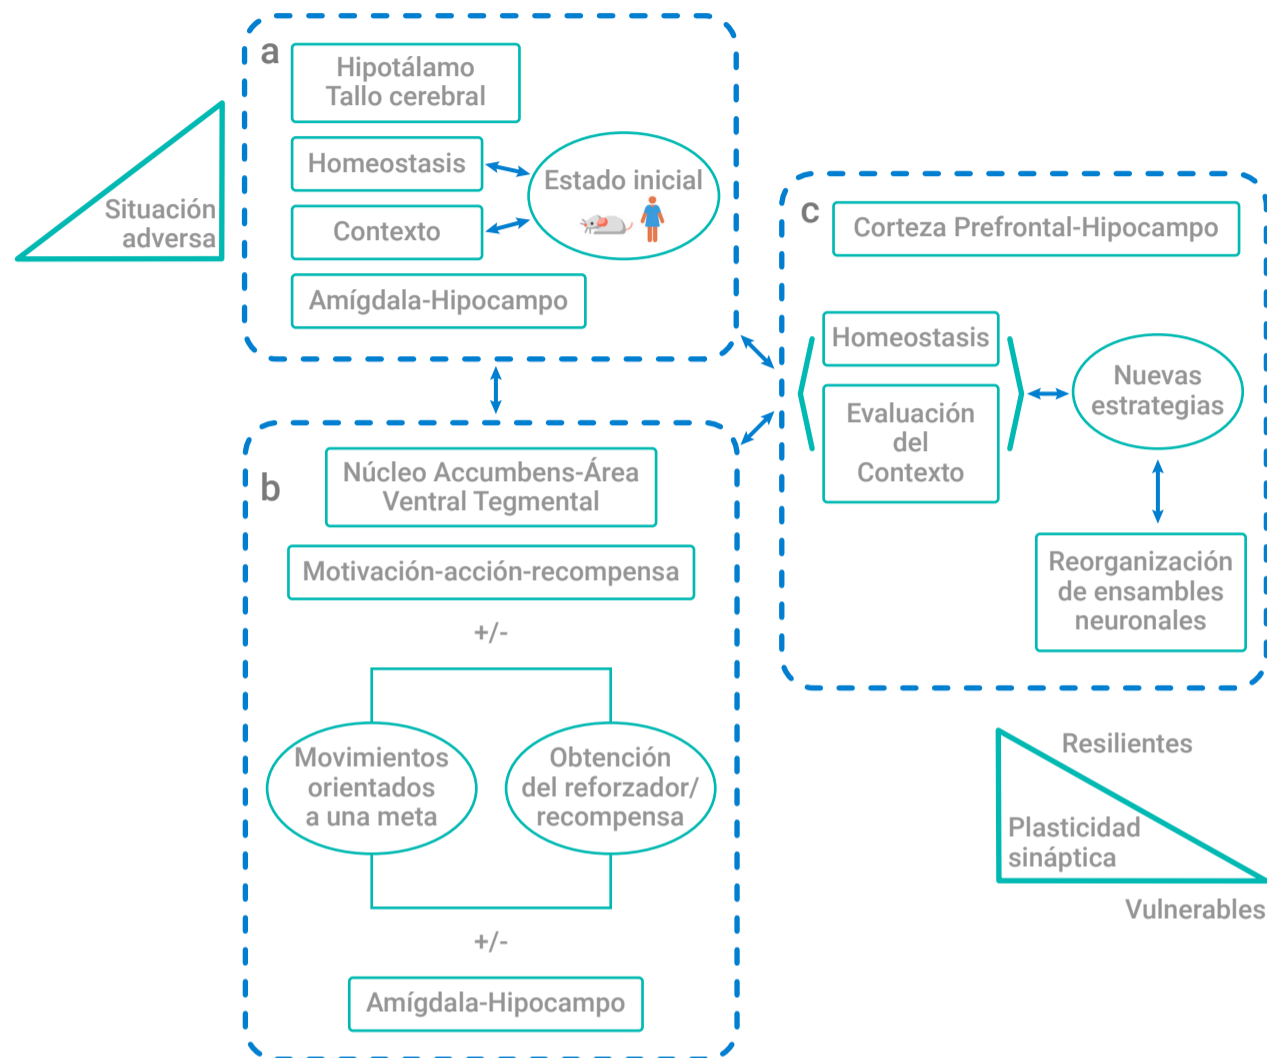 a
Hipotálamo
Tallo cerebral
Homeostasis
Contexto
Amígdala-Hipocampo
Estado inicial
Situación
adversa
b
Núcleo Accumbens-Área
Ventral Tegmental
Motivación-acción-recompensa
+/-
Movimientos
orientados
a una meta
Obtención
del reforzador/
recompensa
+/-
Amígdala-Hipocampo
c
Corteza Prefrontal-Hipocampo
Homeostasis
Evaluación
del
Contexto
Nuevas
estrategias
Reorganización
de ensambles
neuronales
Resilientes
Plasticidad
sináptica
Vulnerables